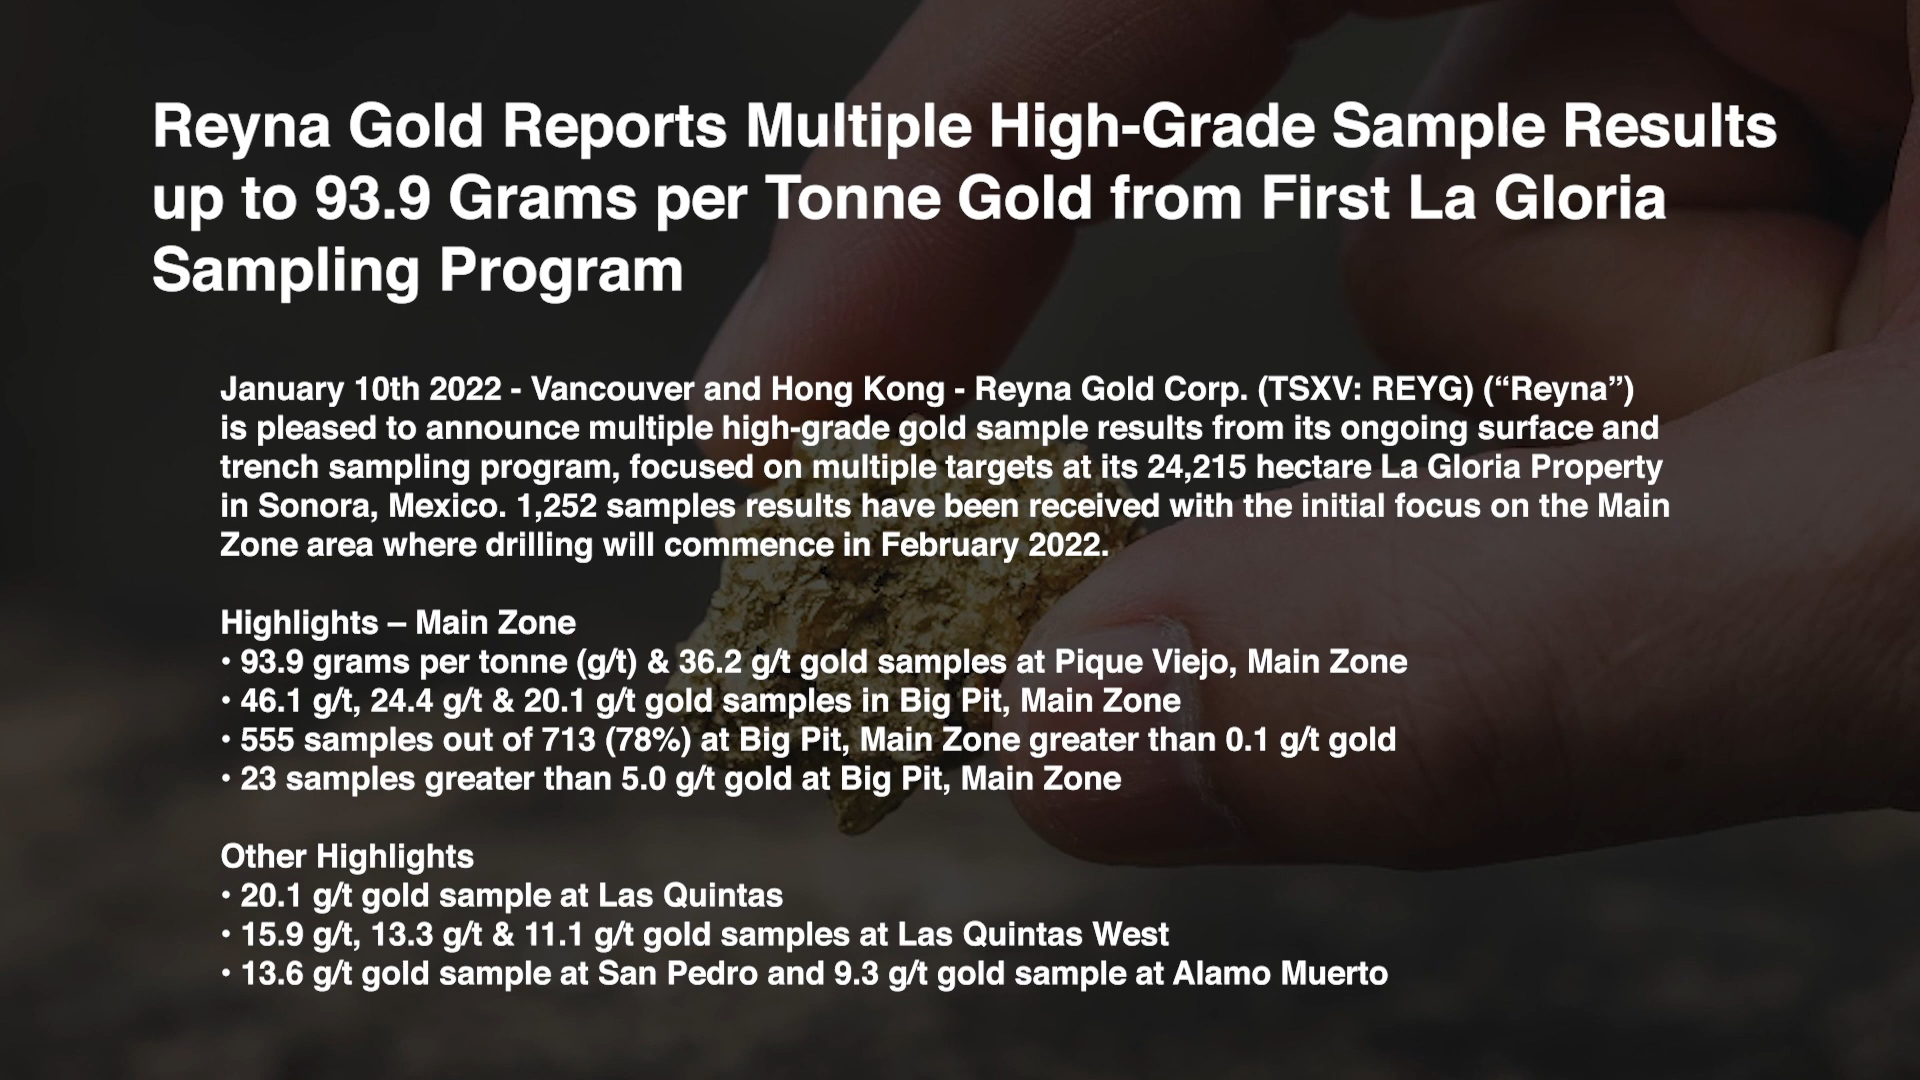 Reyna Gold Reports Multiple High-Grade Sample Results
up to 93.9 Grams per Tonne Gold from First La Gloria
Sampling Program
January 10th 2022 - Vancouver and Hong Kong - Reyna Gold Corp. (TSXV: REYG) (“Reyna”)
is pleased to announce multiple high-grade gold sample results from its ongoing surface and
trench sampling program, focused on multiple targets at its 24,215 hectare La Gloria Property
in Sonora, Mexico. 1,252 samples results have been received with the initial focus on the Main
Zone area where drilling will commence in February 2022.
Highlights – Main Zone
• 93.9 grams per tonne (g/t) & 36.2 g/t gold samples at Pique Viejo, Main Zone
• 46.1 g/t, 24.4 g/t & 20.1 g/t gold samples in Big Pit, Main Zone
• 555 samples out of 713 (78%) at Big Pit, Main Zone greater than 0.1 g/t gold
• 23 samples greater than 5.0 g/t gold at Big Pit, Main Zone
Other Highlights
• 20.1 g/t gold sample at Las Quintas
• 15.9 g/t, 13.3 g/t & 11.1 g/t gold samples at Las Quintas West
• 13.6 g/t gold sample at San Pedro and 9.3 g/t gold sample at Alamo Muerto